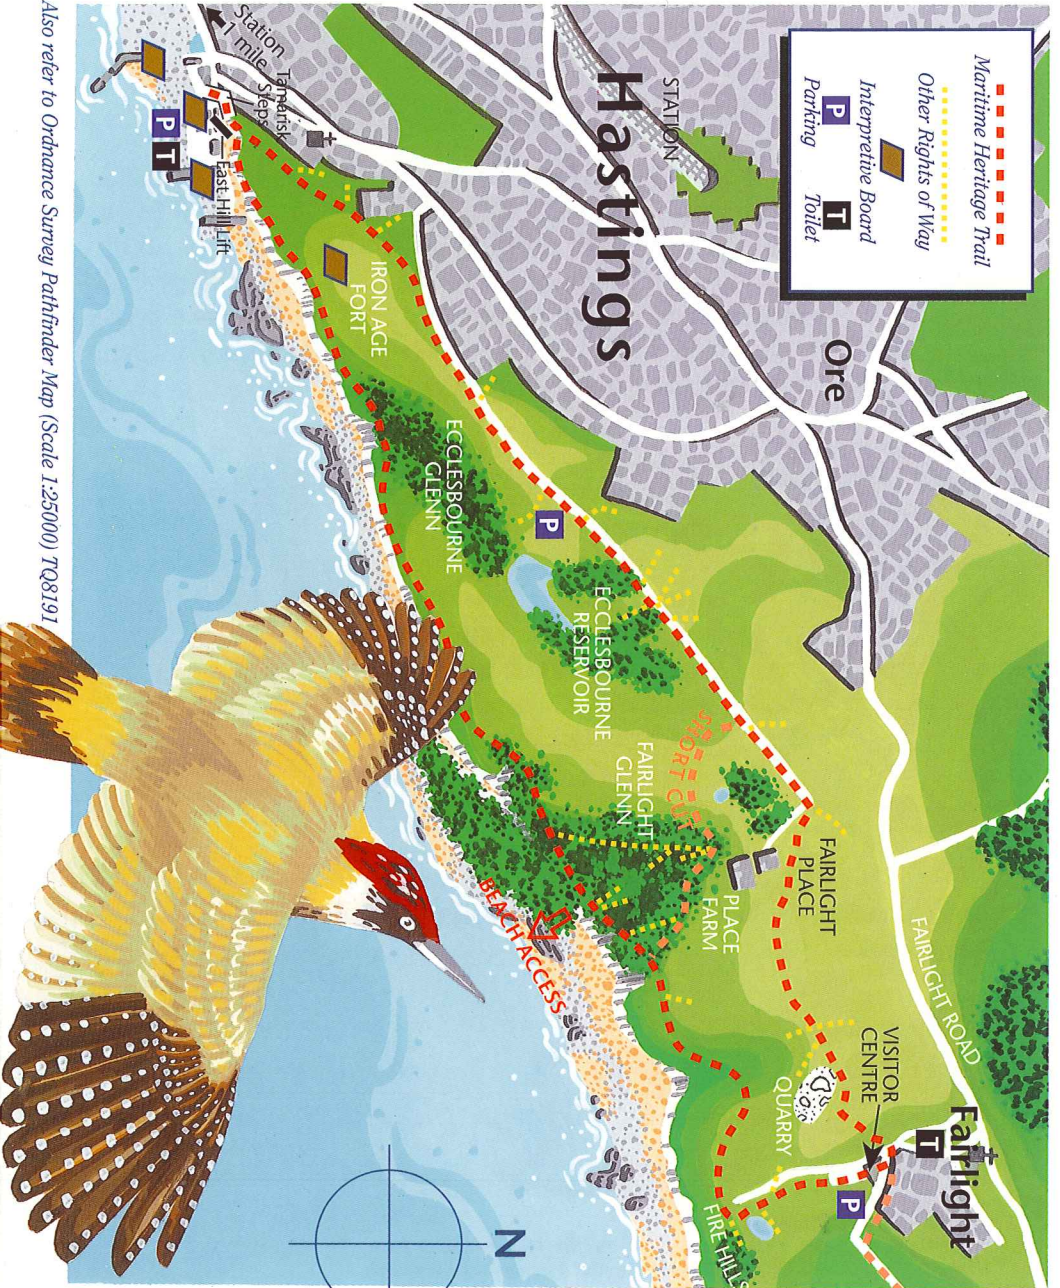 Maritime Heritage Trail
Other Rights of Way
Interpretive Board
P
T
Parking
Toilet
Station
1 mile
Tamarisk
Steps
P
T
East Hill Lift
STATION
Hastings
Ore
IRON AGE
FORT
ECCLESBOURNE
GLENN
P
ECCLESBOURNE
RESERVOIR
SHORT CUT
FAIRLIGHT
GLENN
FAIRLIGHT
PLACE
PLACE
FARM
FAIRLIGHT ROAD
BEACH ACCESS
VISITOR
CENTRE
QUARRY
Fairlight
T
P
FIRE HILLS
N
Also refer to Ordnance Survey Pathfinder Map (Scale 1:25000) TQ8191